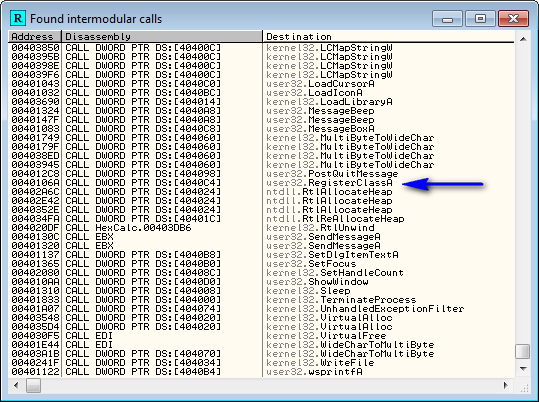 R Found intermodular calls
Address Disassembly Destination
00403850 CALL DWORD PTR DS:[40400C] kernel32.LCMapStringW
0040395B CALL DWORD PTR DS:[40400C] kernel32.LCMapStringW
0040398E CALL DWORD PTR DS:[40400C] kernel32.LCMapStringW
004039F6 CALL DWORD PTR DS:[40400C] kernel32.LCMapStringW
00401043 CALL DWORD PTR DS:[4040C0] user32.LoadCursorA
00401032 CALL DWORD PTR DS:[4040BC] user32.LoadIconA
00403690 CALL DWORD PTR DS:[404014] kernel32.LoadLibraryA
00401324 CALL DWORD PTR DS:[4040A8] user32.MessageBeep
0040147F CALL DWORD PTR DS:[4040A8] user32.MessageBeep
00401083 CALL DWORD PTR DS:[4040C8] user32.MessageBoxA
00401749 CALL DWORD PTR DS:[404060] kernel32.MultiByteToWideChar
0040179F CALL DWORD PTR DS:[404060] kernel32.MultiByteToWideChar
004038ED CALL DWORD PTR DS:[404060] kernel32.MultiByteToWideChar
00403945 CALL DWORD PTR DS:[404060] kernel32.MultiByteToWideChar
004012C8 CALL DWORD PTR DS:[404098] user32.PostQuitMessage
0040106A CALL DWORD PTR DS:[4040C4] user32.RegisterClassA
00402A6C CALL DWORD PTR DS:[404024] ntdll.RtlAllocateHeap
00402E42 CALL DWORD PTR DS:[404024] ntdll.RtlAllocateHeap
0040352E CALL DWORD PTR DS:[404024] ntdll.RtlAllocateHeap
004034FA CALL DWORD PTR DS:[40401C] ntdll.RtlReAllocateHeap
004020DF CALL HexCalc.00403DB6 kernel32.RtlUnwind
0040130C CALL EBX user32.SendMessageA
00401320 CALL EBX user32.SendMessageA
00401137 CALL DWORD PTR DS:[4040B8] user32.SetDlgItemTextA
00401365 CALL DWORD PTR DS:[4040B0] user32.SetFocus
00402080 CALL DWORD PTR DS:[40408C] kernel32.SetHandleCount
004010AA CALL DWORD PTR DS:[4040D0] user32.ShowWindow
00401310 CALL DWORD PTR DS:[404008] kernel32.Sleep
00401833 CALL DWORD PTR DS:[404000] kernel32.TerminateProcess
00401A07 CALL DWORD PTR DS:[404074] kernel32.UnhandledExceptionFilter
00403548 CALL DWORD PTR DS:[404020] kernel32.VirtualAlloc
004035D4 CALL DWORD PTR DS:[404020] kernel32.VirtualAlloc
004030F5 CALL EDI kernel32.VirtualFree
00401E44 CALL EDI kernel32.WideCharToMultiByte
00403A1B CALL DWORD PTR DS:[404070] kernel32.WideCharToMultiByte
0040241F CALL DWORD PTR DS:[404034] kernel32.WriteFile
00401122 CALL DWORD PTR DS:[4040B4] user32.wsprintfA